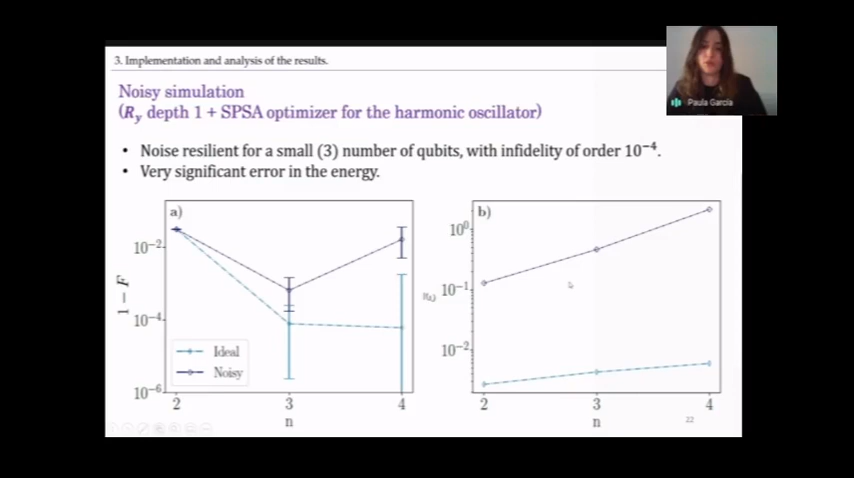 3. Implementation and analysis of the results.
Paula García
Noisy simulation
(Ry depth 1 + SPSA optimizer for the harmonic oscillator)
• Noise resilient for a small (3) number of qubits, with infidelity of order 10⁻⁴.
• Very significant error in the energy.
a)
10⁻²
10⁻⁴
10⁻⁶
1 − F
Ideal
Noisy
2 3 4
n
b)
10⁰
10⁻¹
10⁻²
2 3 4
n
22